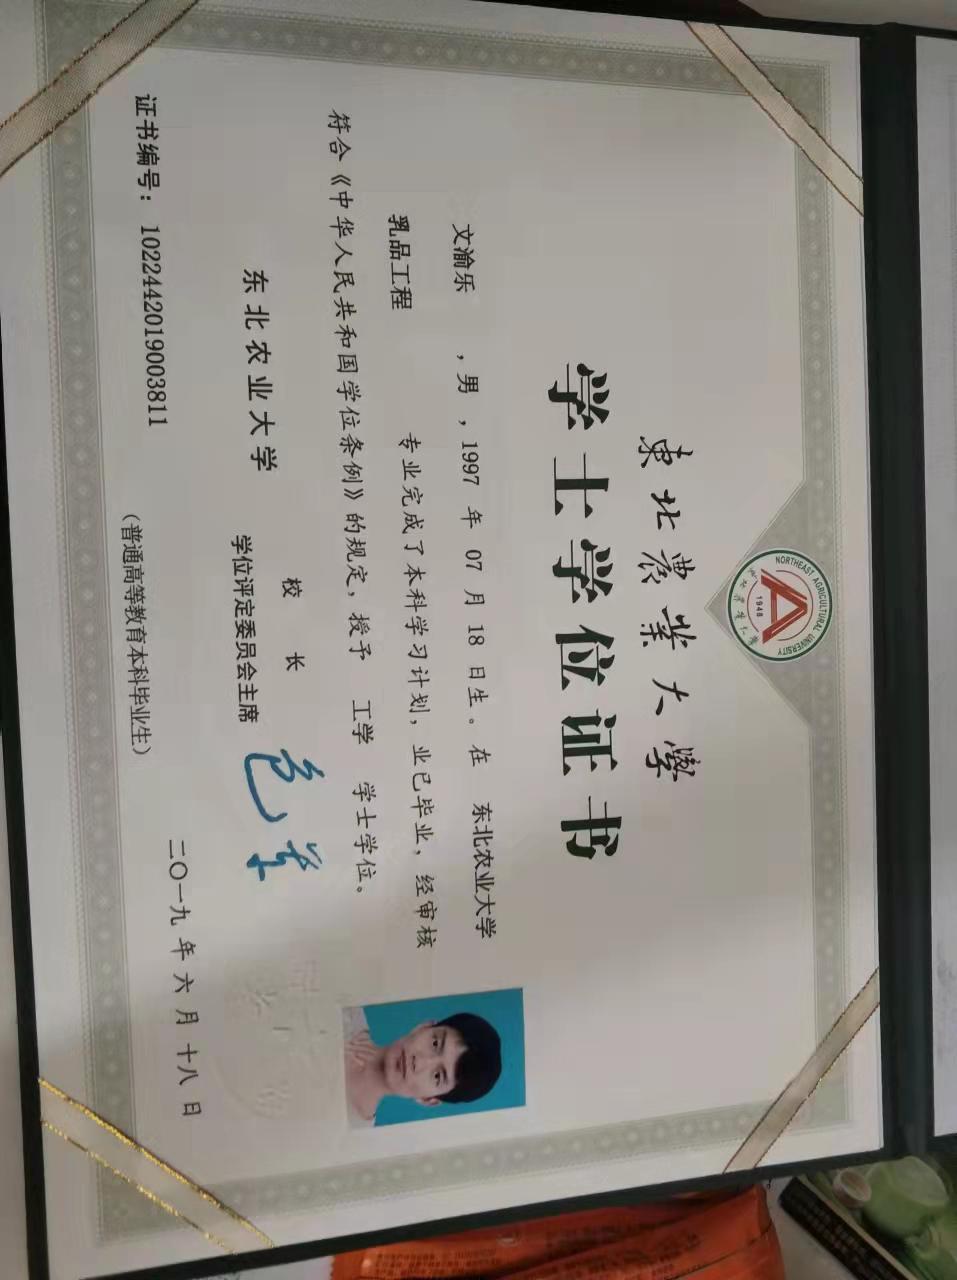 NORTHEAST AGRICULTURAL UNIVERSITY
1948
东北农业大学
東北農業大學
学士学位证书
文渝乐 ，男 ，1997 年 07 月 18 日生。在 东北农业大学
乳品工程 专业完成了本科学习计划，业已毕业，经审核
符合《中华人民共和国学位条例》的规定，授予 工学 学士学位。
东北农业大学
校 长
学位评定委员会主席
二〇一九 年 六 月 十八 日
证书编号： 1022442019003811
（普通高等教育本科毕业生）